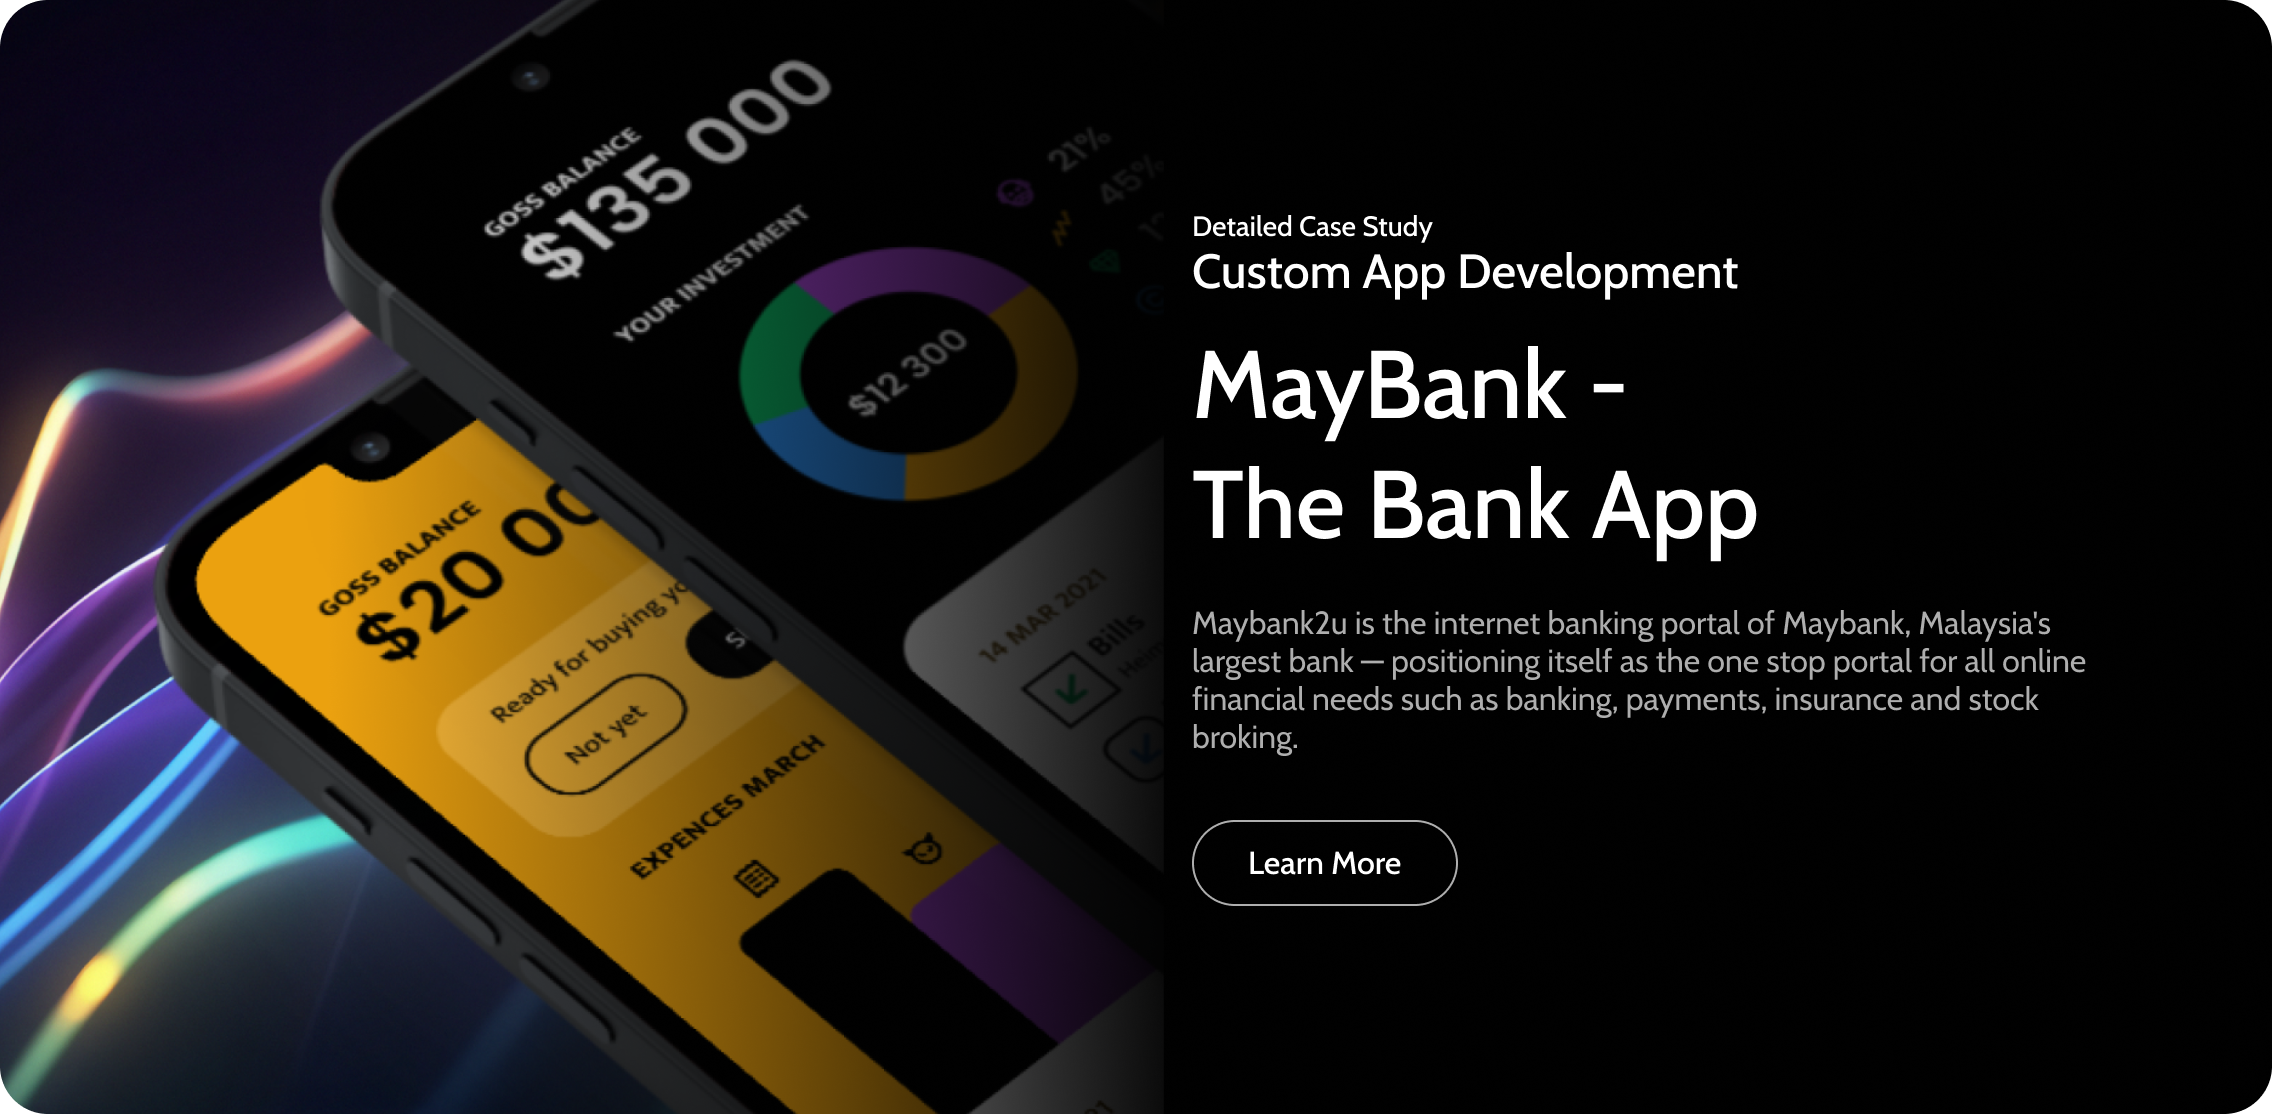 GOSS BALANCE
$135 000
YOUR INVESTMENT
21%
45%
$12 300
14 MAR 2021
Bills
GOSS BALANCE
$20 00
Ready for buying
Not yet
EXPENCES MARCH
Detailed Case Study
Custom App Development
MayBank -
The Bank App
Maybank2u is the internet banking portal of Maybank, Malaysia's
largest bank — positioning itself as the one stop portal for all online
financial needs such as banking, payments, insurance and stock
broking.
Learn More